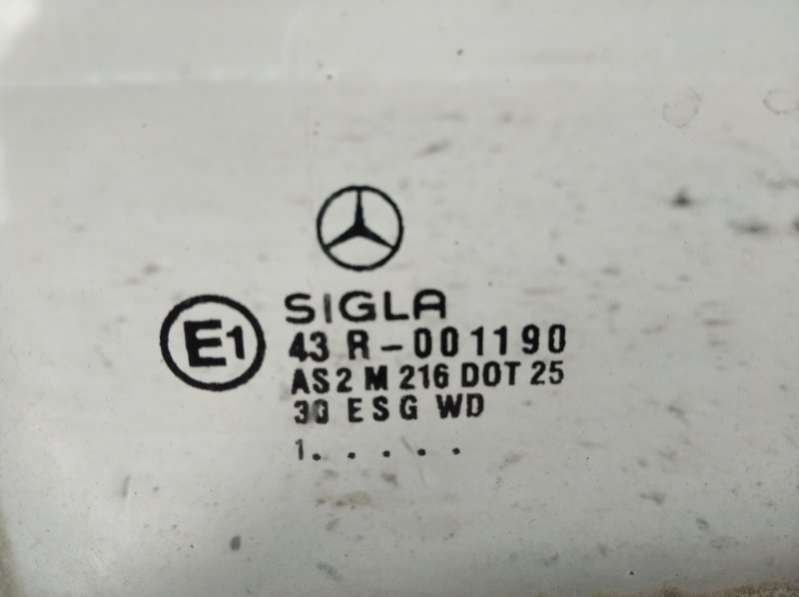 SIGLA
E1
43 R-001190
AS2 M 216 DOT 25
30 ESG WD
1. . . . .